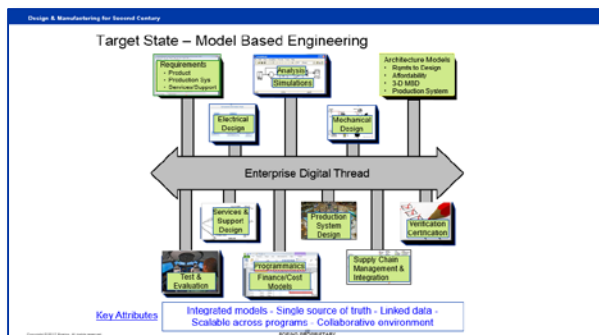 Design & Manufacturing for Second Century
Target State – Model Based Engineering
Requirements
• Product
• Production Sys
• Services/Support
Analysis
Simulations
Architecture Models
• Rqmts to Design
• Affordability
• 3-D MBD
• Production System
Electrical
Design
Mechanical
Design
Enterprise Digital Thread
Services &
Support
Design
Production
System
Design
Verification
Certification
Test &
Evaluation
Programmatics
Finance/Cost
Models
Supply Chain
Management &
Integration
Key Attributes
Integrated models - Single source of truth - Linked data -
Scalable across programs - Collaborative environment